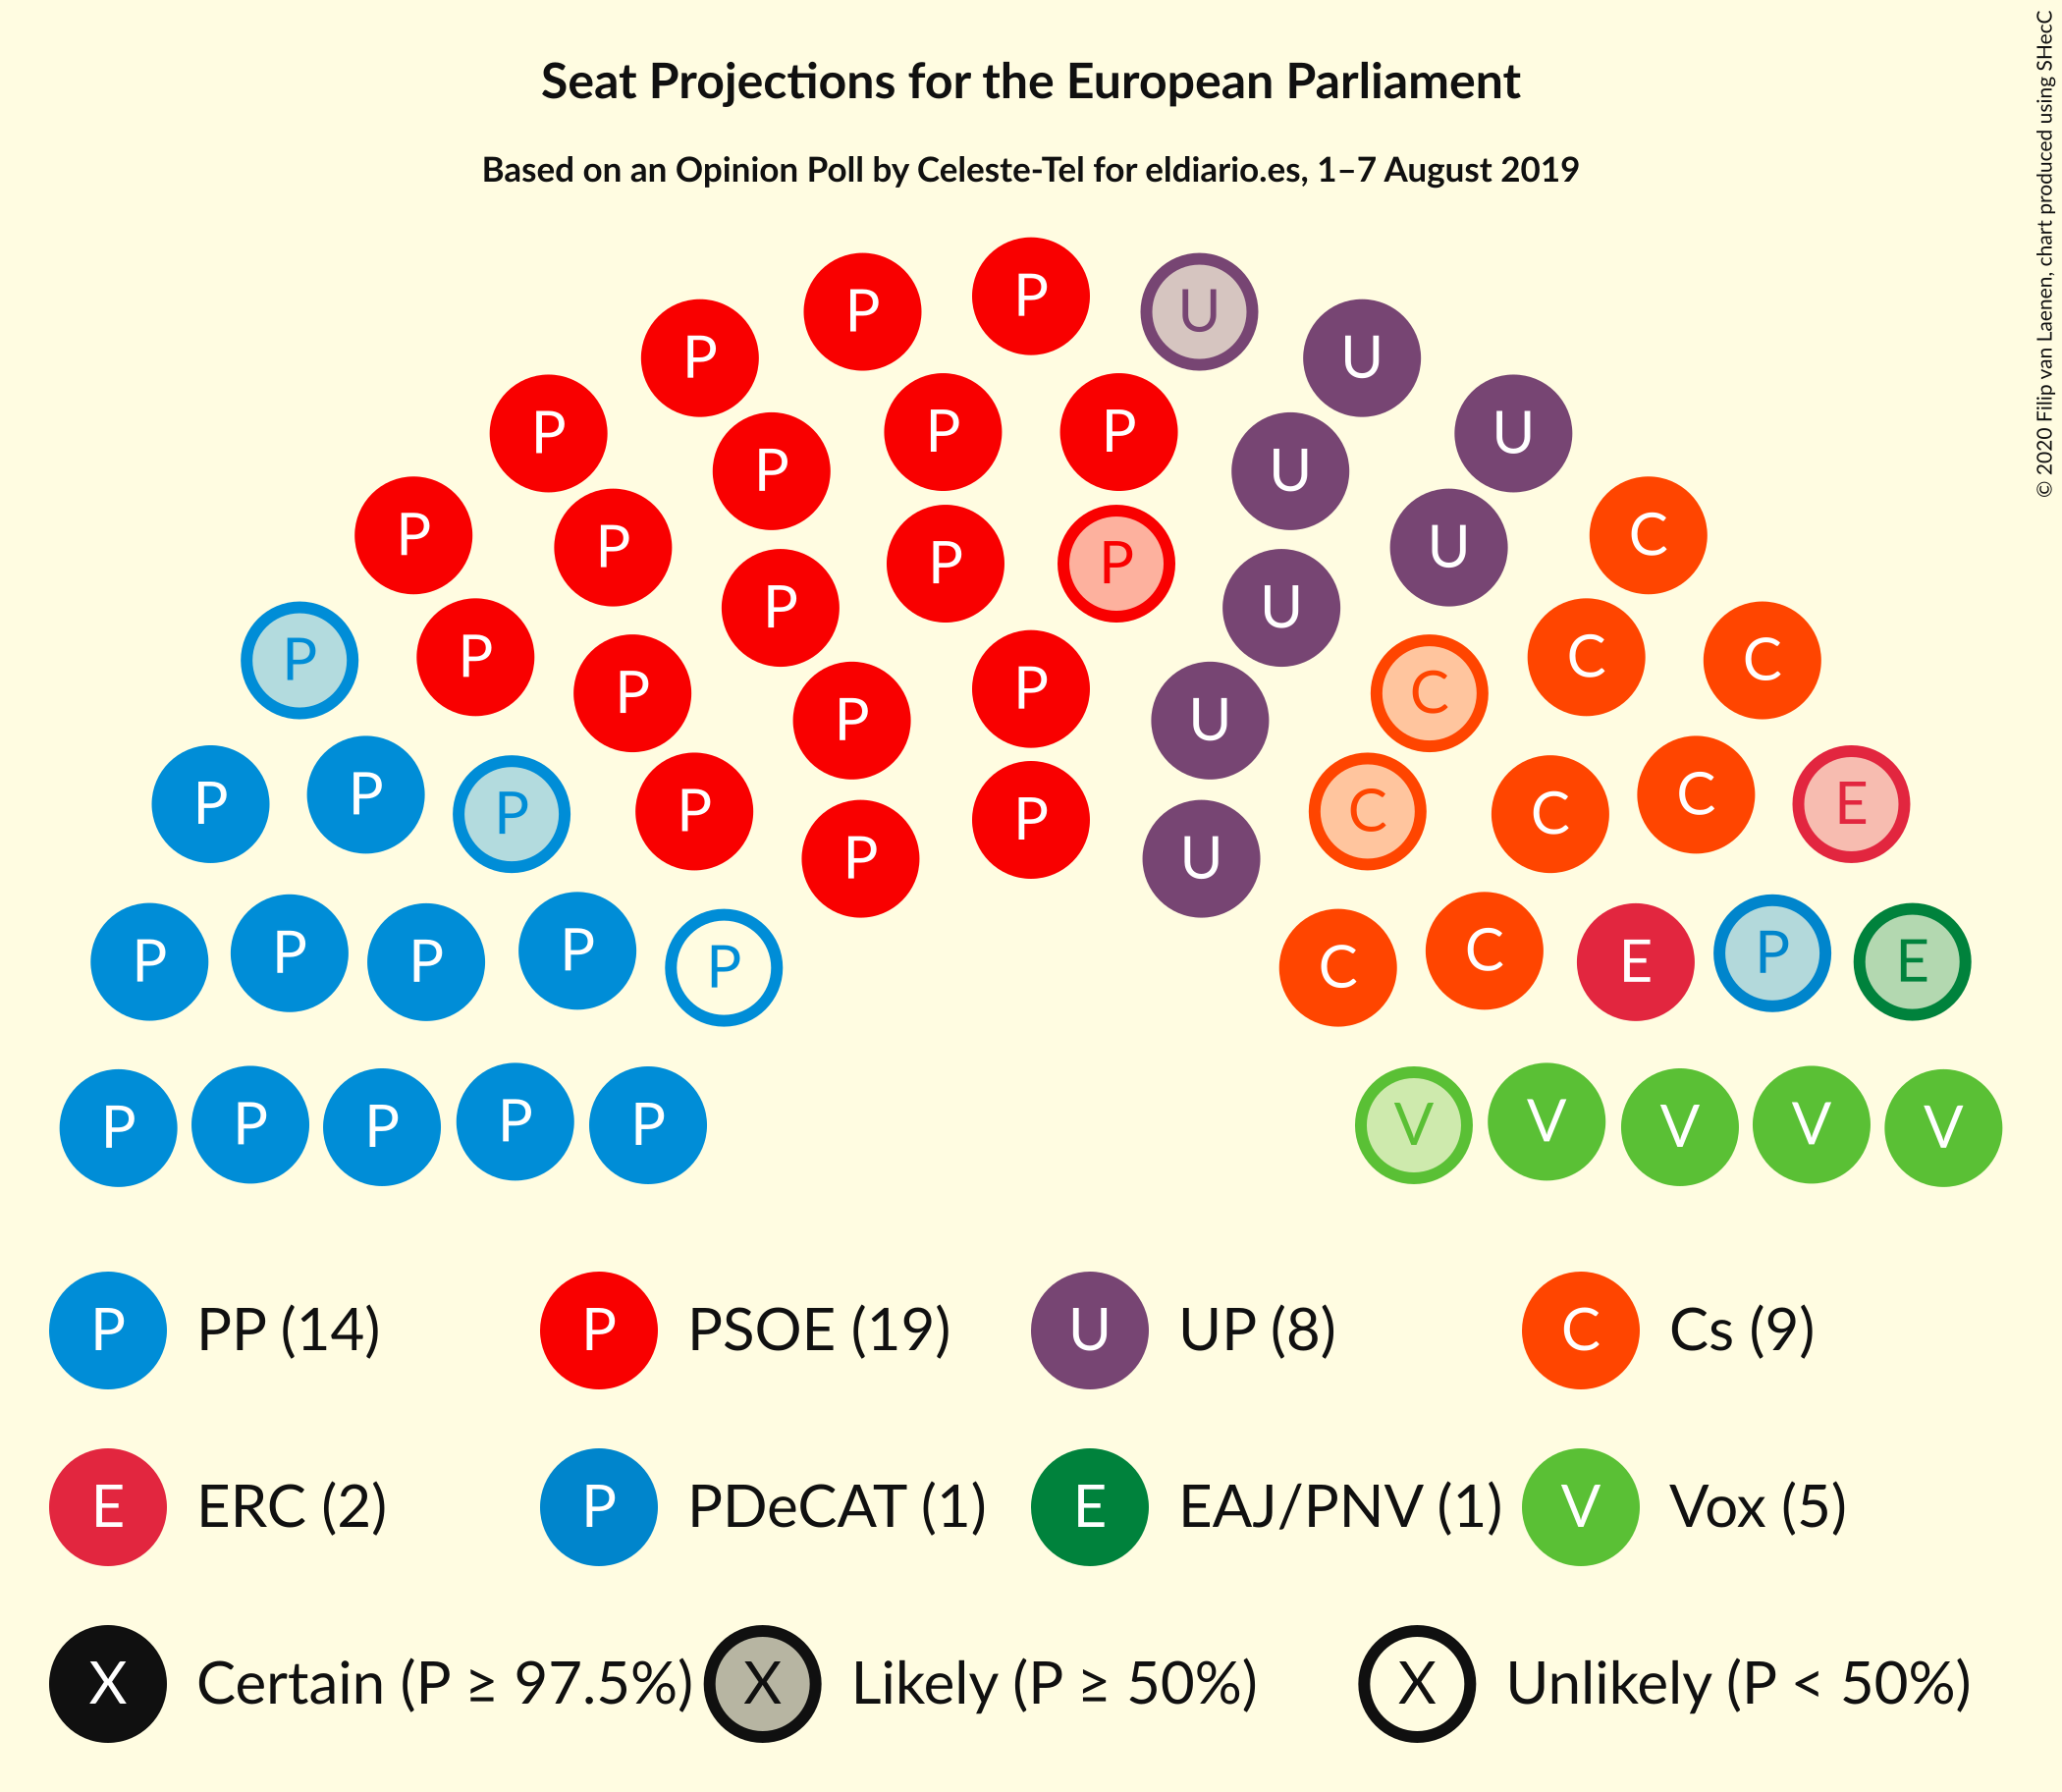 Seat Projections for the European Parliament
Based on an Opinion Poll by Celeste-Tel for eldiario.es, 1–7 August 2019
© 2020 Filip van Laenen, chart produced using SHecC
P
P P U
P U
P P P U
P U U
P P C
P P U
P P U
P P C C
P P P C
P U
P P C
P P P C C E
P P U
P P P P P C C E P E
P P P P P V V V V V
P PP (14) P PSOE (19) U UP (8) C Cs (9)
E ERC (2) P PDeCAT (1) E EAJ/PNV (1) V Vox (5)
X Certain (P ≥ 97.5%) X Likely (P ≥ 50%) X Unlikely (P < 50%)